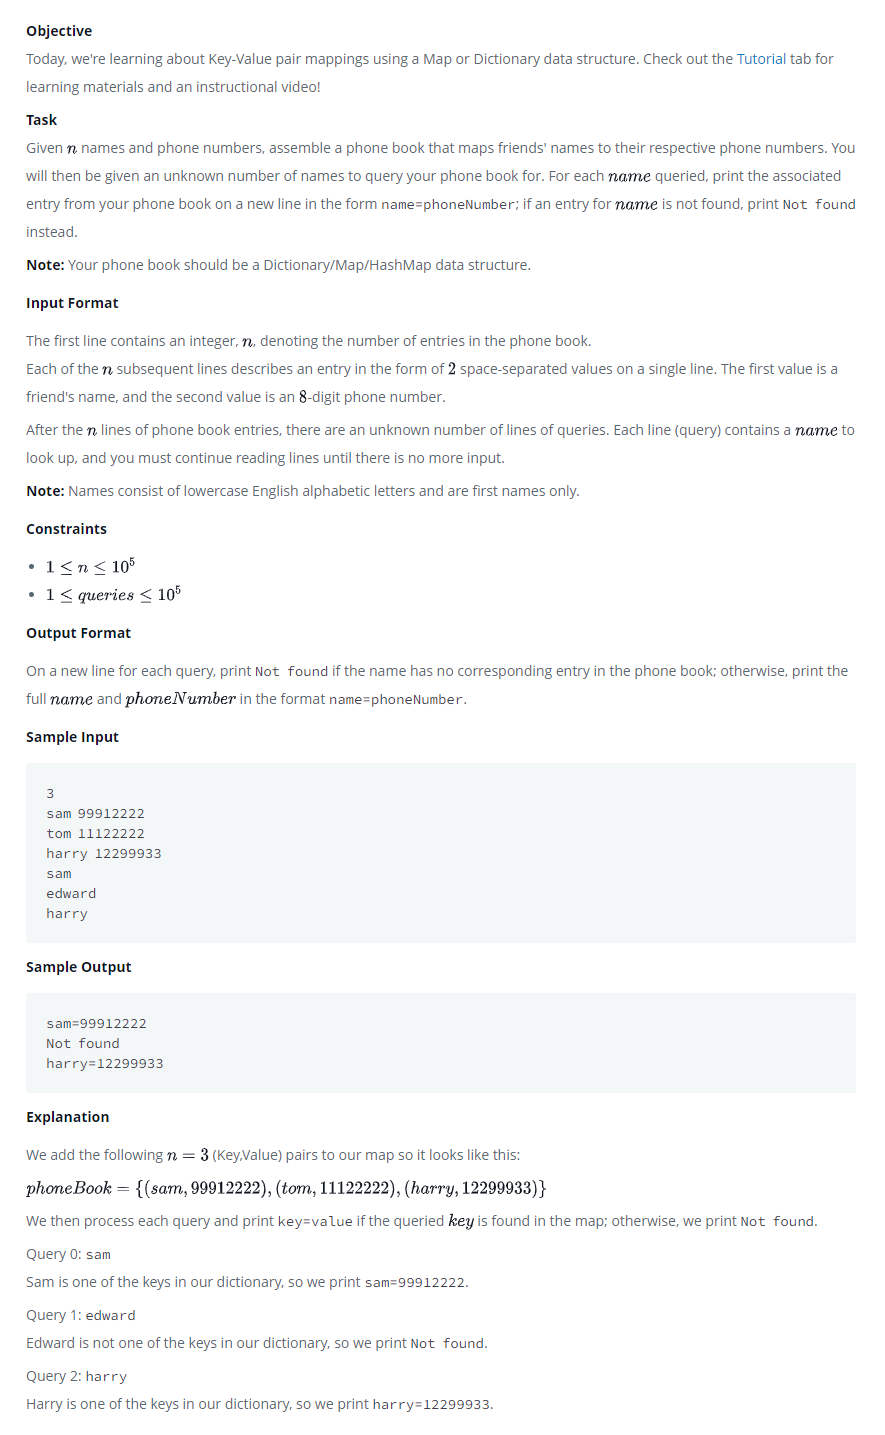 Objective
Today, we're learning about Key-Value pair mappings using a Map or Dictionary data structure. Check out the Tutorial tab for
learning materials and an instructional video!
Task
Given n names and phone numbers, assemble a phone book that maps friends' names to their respective phone numbers. You
will then be given an unknown number of names to query your phone book for. For each name queried, print the associated
entry from your phone book on a new line in the form name=phoneNumber; if an entry for name is not found, print Not found
instead.
Note: Your phone book should be a Dictionary/Map/HashMap data structure.
Input Format
The first line contains an integer, n, denoting the number of entries in the phone book.
Each of the n subsequent lines describes an entry in the form of 2 space-separated values on a single line. The first value is a
friend's name, and the second value is an 8-digit phone number.
After the n lines of phone book entries, there are an unknown number of lines of queries. Each line (query) contains a name to
look up, and you must continue reading lines until there is no more input.
Note: Names consist of lowercase English alphabetic letters and are first names only.
Constraints
• 1 ≤ n ≤ 10⁵
• 1 ≤ queries ≤ 10⁵
Output Format
On a new line for each query, print Not found if the name has no corresponding entry in the phone book; otherwise, print the
full name and phoneNumber in the format name=phoneNumber.
Sample Input
3
sam 99912222
tom 11122222
harry 12299933
sam
edward
harry
Sample Output
sam=99912222
Not found
harry=12299933
Explanation
We add the following n = 3 (Key,Value) pairs to our map so it looks like this:
phoneBook = {(sam, 99912222), (tom, 11122222), (harry, 12299933)}
We then process each query and print key=value if the queried key is found in the map; otherwise, we print Not found.
Query 0: sam
Sam is one of the keys in our dictionary, so we print sam=99912222.
Query 1: edward
Edward is not one of the keys in our dictionary, so we print Not found.
Query 2: harry
Harry is one of the keys in our dictionary, so we print harry=12299933.